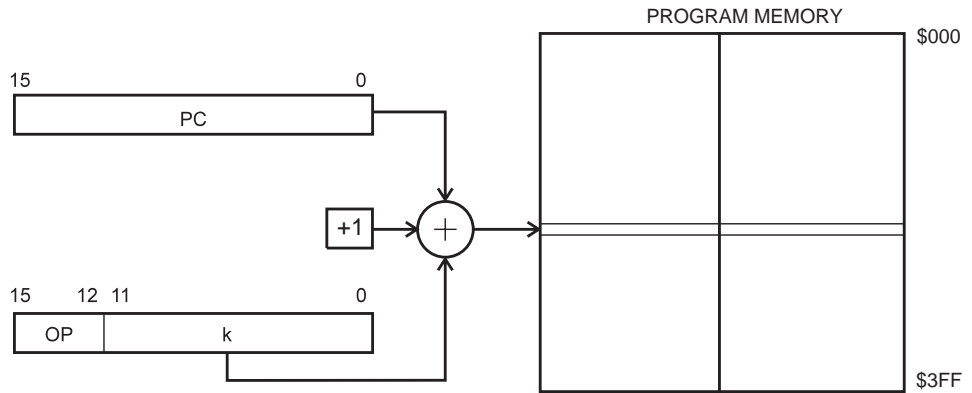 PROGRAM MEMORY
$000
15 0
PC
+1
+
15 12 11 0
OP k
$3FF